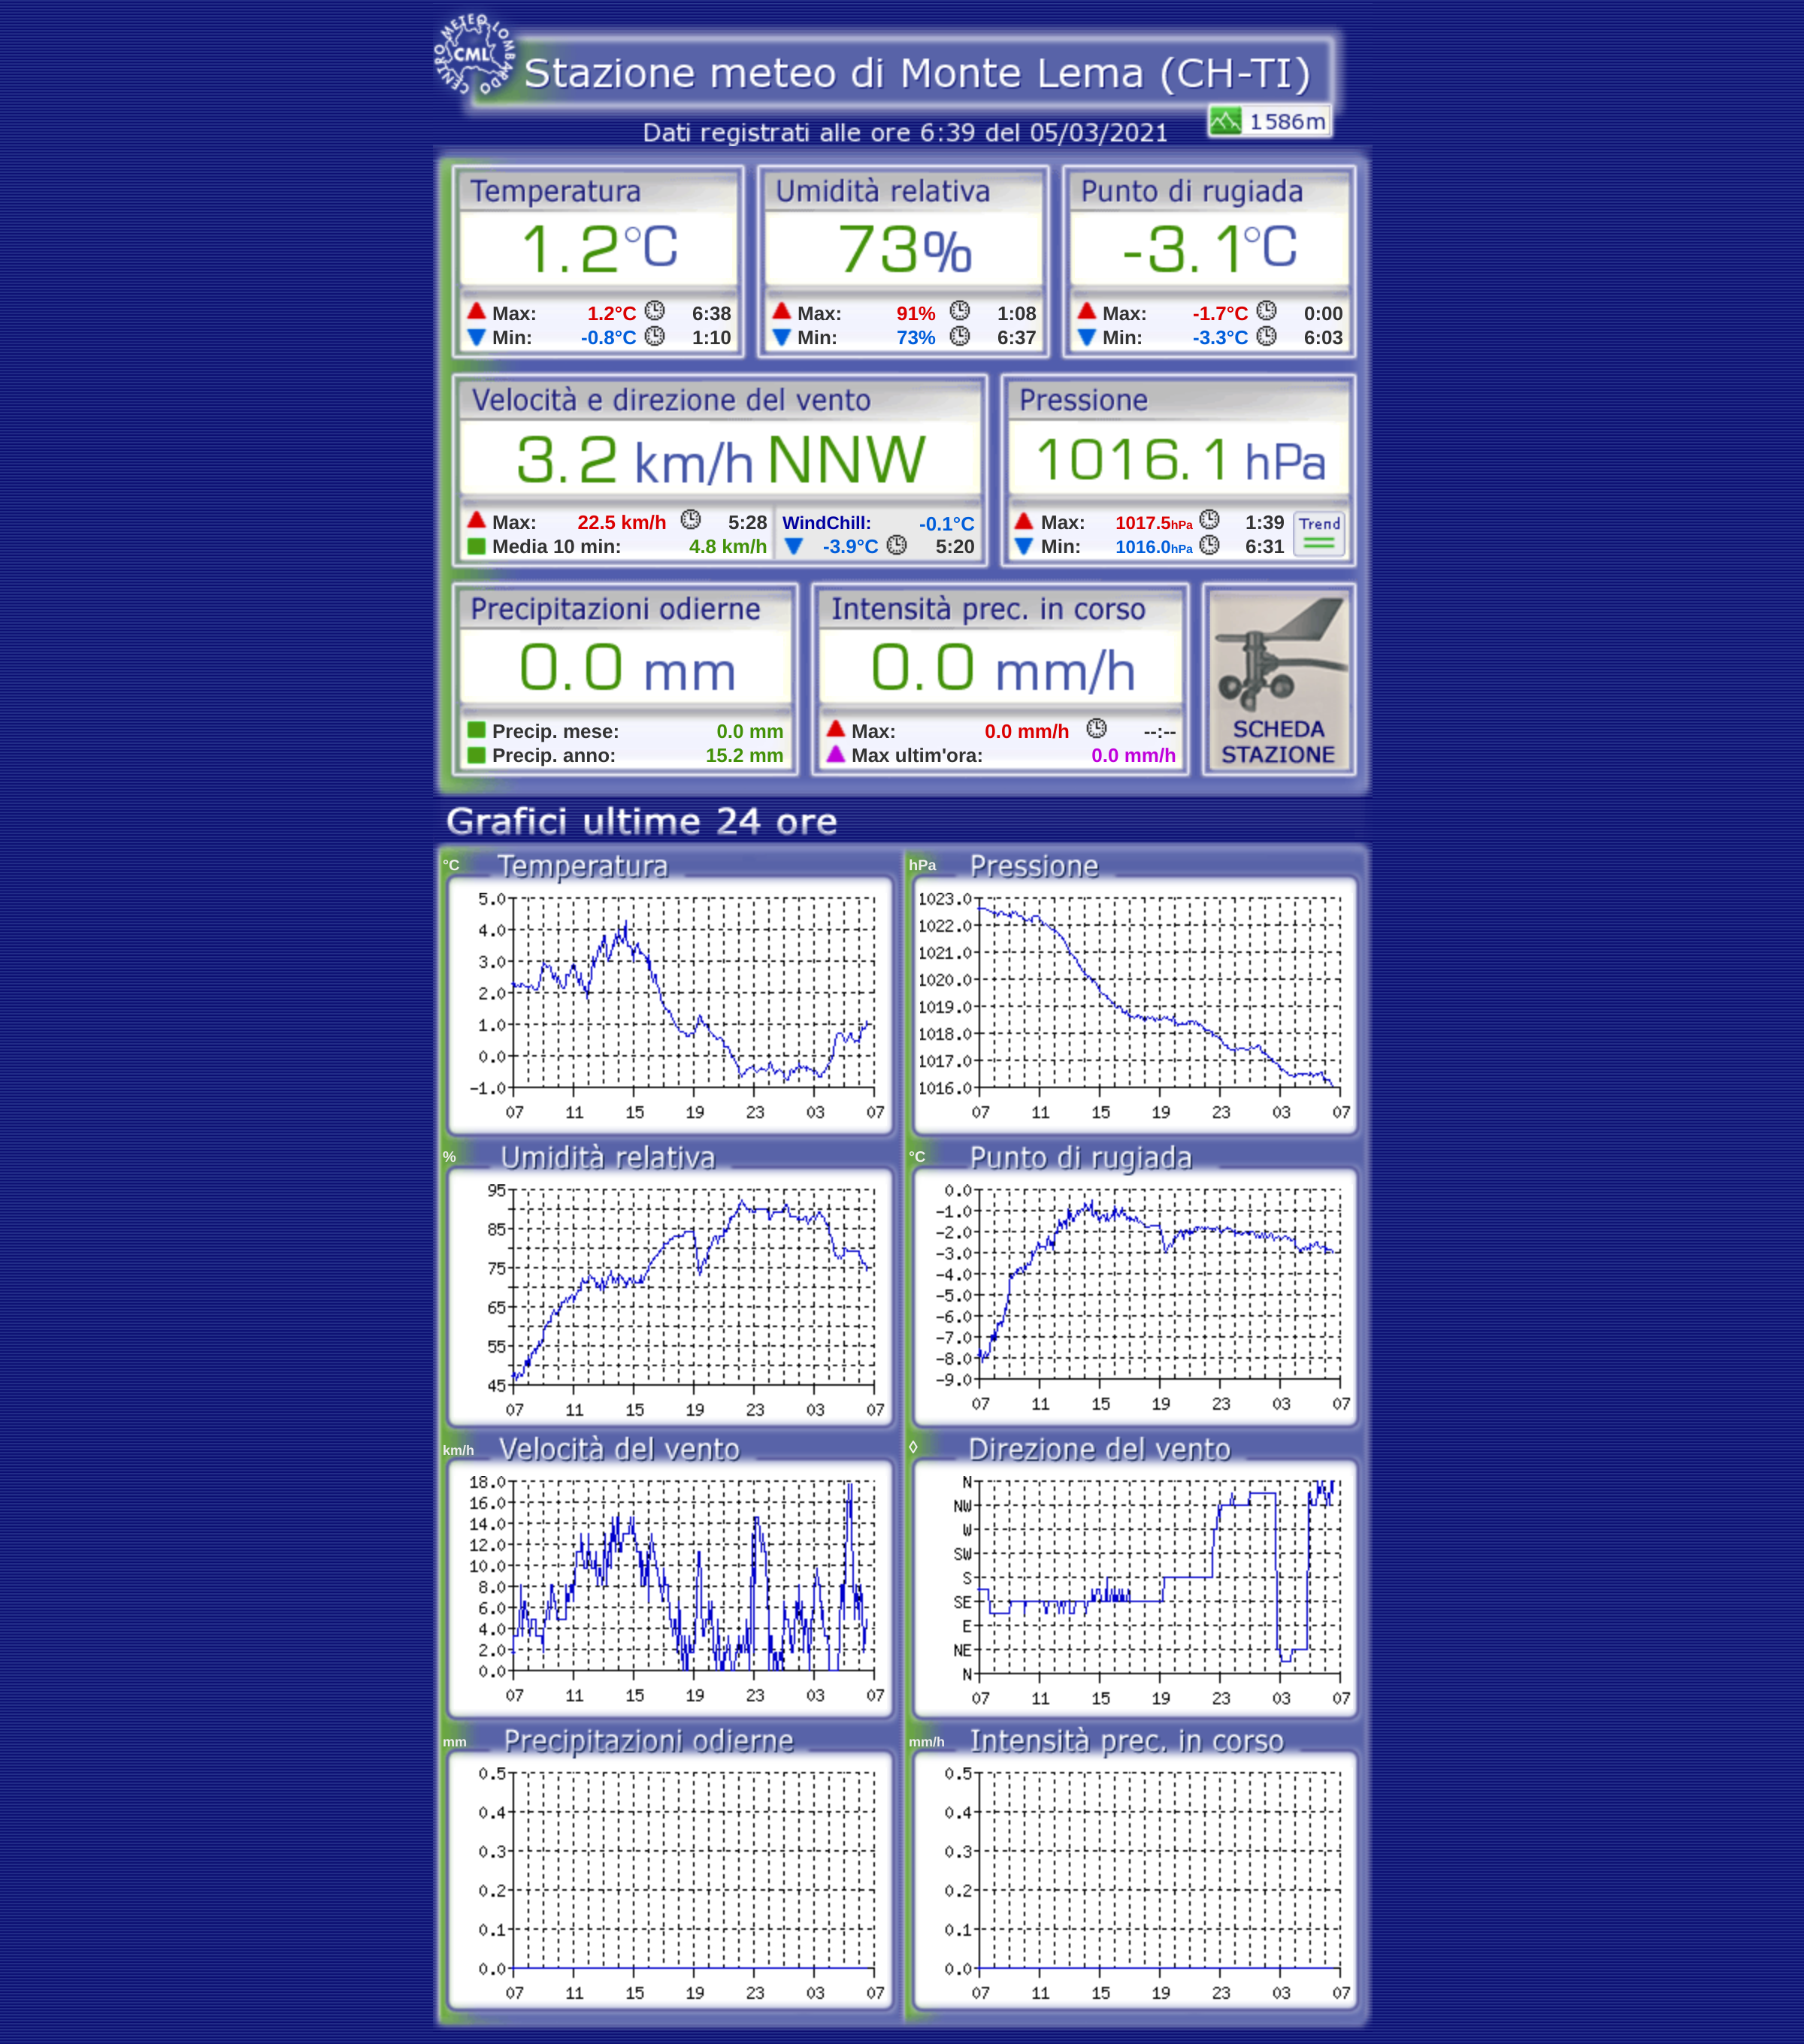 CENTRO METEO LOMBARDO
CML
Stazione meteo di Monte Lema (CH-TI)
1586m
Dati registrati alle ore 6:39 del 05/03/2021
Temperatura Umidità relativa Punto di rugiada
1.2°C 73% -3.1°C
Max: 1.2°C 6:38 Max: 91% 1:08 Max: -1.7°C 0:00
Min: -0.8°C 1:10 Min: 73% 6:37 Min: -3.3°C 6:03
Velocità e direzione del vento Pressione
3.2 km/h NNW 1016.1 hPa
Max: 22.5 km/h 5:28 WindChill: -0.1°C Max: 1017.5hPa 1:39 Trend
Media 10 min: 4.8 km/h -3.9°C 5:20 Min: 1016.0hPa 6:31
Precipitazioni odierne Intensità prec. in corso
0.0 mm 0.0 mm/h
Precip. mese: 0.0 mm Max: 0.0 mm/h --:-- SCHEDA
Precip. anno: 15.2 mm Max ultim'ora: 0.0 mm/h STAZIONE
Grafici ultime 24 ore
°C Temperatura
5.0
4.0
3.0
2.0
1.0
0.0
-1.0
07 11 15 19 23 03 07
hPa Pressione
1023.0
1022.0
1021.0
1020.0
1019.0
1018.0
1017.0
1016.0
07 11 15 19 23 03 07
% Umidità relativa
95
85
75
65
55
45
07 11 15 19 23 03 07
°C Punto di rugiada
0.0
-1.0
-2.0
-3.0
-4.0
-5.0
-6.0
-7.0
-8.0
-9.0
07 11 15 19 23 03 07
km/h Velocità del vento
18.0
16.0
14.0
12.0
10.0
8.0
6.0
4.0
2.0
0.0
07 11 15 19 23 03 07
◊ Direzione del vento
N
NW
W
SW
S
SE
E
NE
N
07 11 15 19 23 03 07
mm Precipitazioni odierne
0.5
0.4
0.3
0.2
0.1
0.0
07 11 15 19 23 03 07
mm/h Intensità prec. in corso
0.5
0.4
0.3
0.2
0.1
0.0
07 11 15 19 23 03 07